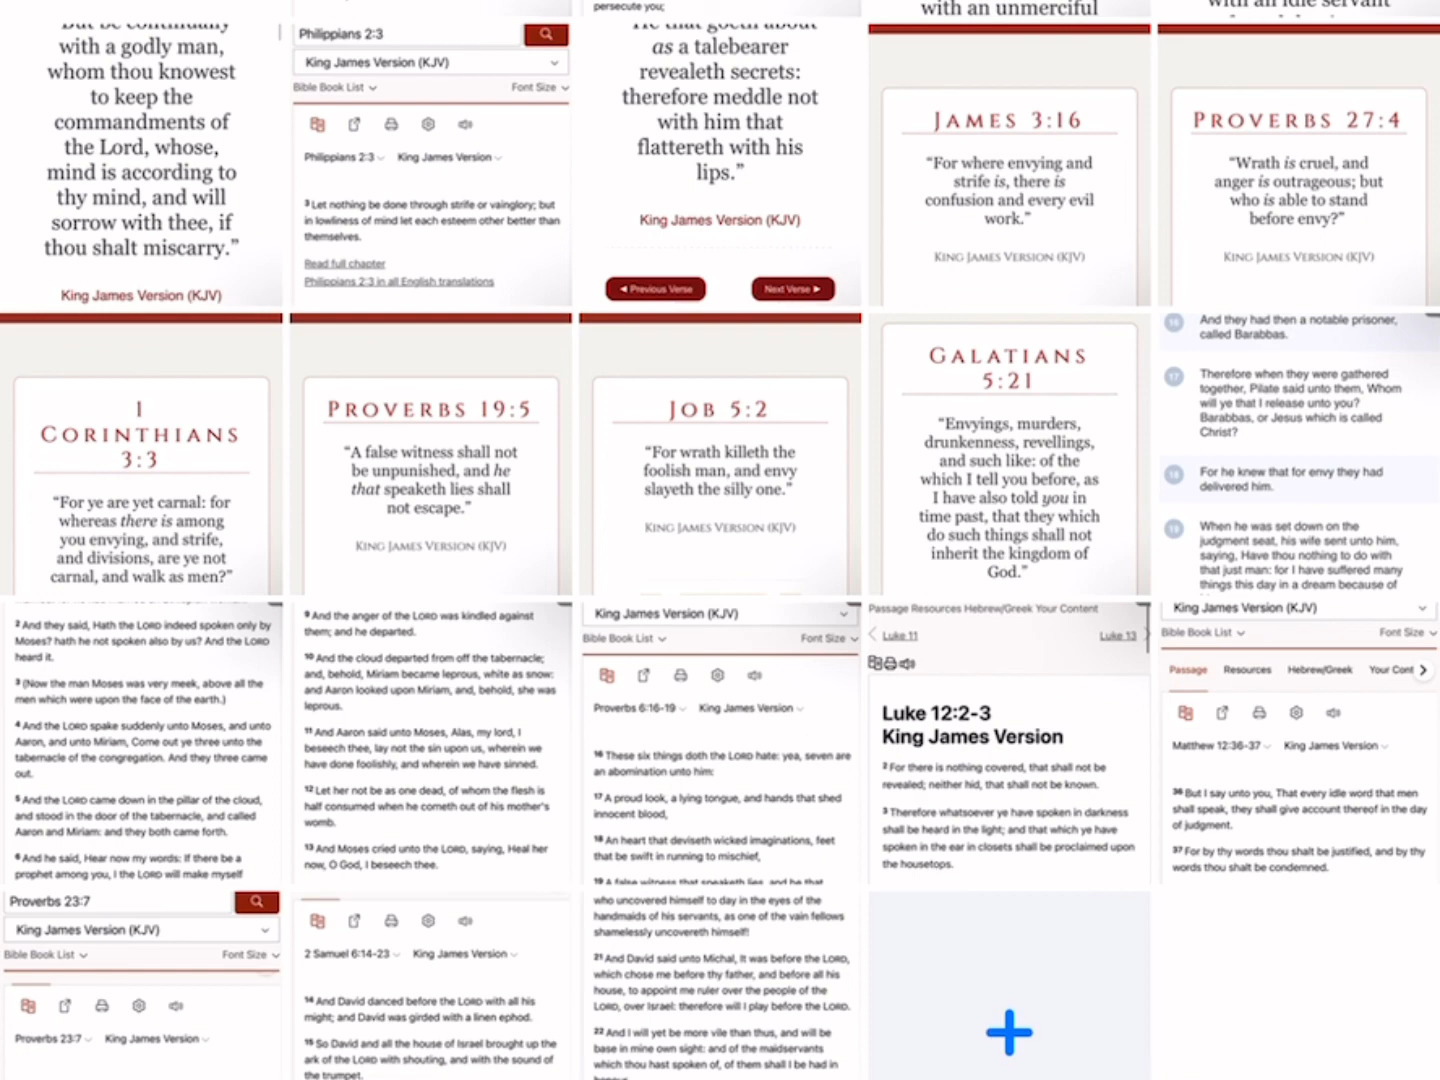 persecute you;
with an unmerciful
with an idle servant
But be continually
with a godly man,
whom thou knowest
to keep the
commandments of
the Lord, whose,
mind is according to
thy mind, and will
sorrow with thee, if
thou shalt miscarry.”
King James Version (KJV)
Philippians 2:3
King James Version (KJV)
Bible Book List
Font Size
Philippians 2:3
King James Version
3 Let nothing be done through strife or vainglory; but
in lowliness of mind let each esteem other better than
themselves.
Read full chapter
Philippians 2:3 in all English translations
He that goeth about
as a talebearer
revealeth secrets:
therefore meddle not
with him that
flattereth with his
lips.”
King James Version (KJV)
◄ Previous Verse
Next Verse ►
James 3:16
“For where envying and
strife is, there is
confusion and every evil
work.”
King James Version (KJV)
Proverbs 27:4
“Wrath is cruel, and
anger is outrageous; but
who is able to stand
before envy?”
King James Version (KJV)
1
Corinthians
3:3
“For ye are yet carnal: for
whereas there is among
you envying, and strife,
and divisions, are ye not
carnal, and walk as men?”
Proverbs 19:5
“A false witness shall not
be unpunished, and he
that speaketh lies shall
not escape.”
King James Version (KJV)
Job 5:2
“For wrath killeth the
foolish man, and envy
slayeth the silly one.”
King James Version (KJV)
Galatians
5:21
“Envyings, murders,
drunkenness, revellings,
and such like: of the
which I tell you before, as
I have also told you in
time past, that they which
do such things shall not
inherit the kingdom of
God.”
16 And they had then a notable prisoner,
called Barabbas.
17 Therefore when they were gathered
together, Pilate said unto them, Whom
will ye that I release unto you?
Barabbas, or Jesus which is called
Christ?
18 For he knew that for envy they had
delivered him.
19 When he was set down on the
judgment seat, his wife sent unto him,
saying, Have thou nothing to do with
that just man: for I have suffered many
things this day in a dream because of
2 And they said, Hath the LORD indeed spoken only by
Moses? hath he not spoken also by us? And the LORD
heard it.
3 (Now the man Moses was very meek, above all the
men which were upon the face of the earth.)
4 And the LORD spake suddenly unto Moses, and unto
Aaron, and unto Miriam, Come out ye three unto the
tabernacle of the congregation. And they three came
out.
5 And the LORD came down in the pillar of the cloud,
and stood in the door of the tabernacle, and called
Aaron and Miriam: and they both came forth.
6 And he said, Hear now my words: If there be a
prophet among you, I the LORD will make myself
9 And the anger of the LORD was kindled against
them; and he departed.
10 And the cloud departed from off the tabernacle;
and, behold, Miriam became leprous, white as snow:
and Aaron looked upon Miriam, and, behold, she was
leprous.
11 And Aaron said unto Moses, Alas, my lord, I
beseech thee, lay not the sin upon us, wherein we
have done foolishly, and wherein we have sinned.
12 Let her not be as one dead, of whom the flesh is
half consumed when he cometh out of his mother's
womb.
13 And Moses cried unto the LORD, saying, Heal her
now, O God, I beseech thee.
King James Version (KJV)
Bible Book List
Font Size
Proverbs 6:16-19
King James Version
16 These six things doth the LORD hate: yea, seven are
an abomination unto him:
17 A proud look, a lying tongue, and hands that shed
innocent blood,
18 An heart that deviseth wicked imaginations, feet
that be swift in running to mischief,
19 A false witness that speaketh lies, and he that
Passage Resources Hebrew/Greek Your Content
Luke 11
Luke 13
Luke 12:2-3
King James Version
2 For there is nothing covered, that shall not be
revealed; neither hid, that shall not be known.
3 Therefore whatsoever ye have spoken in darkness
shall be heard in the light; and that which ye have
spoken in the ear in closets shall be proclaimed upon
the housetops.
King James Version (KJV)
Bible Book List
Font Size
Passage
Resources
Hebrew/Greek
Your Cont
Matthew 12:36-37
King James Version
36 But I say unto you, That every idle word that men
shall speak, they shall give account thereof in the day
of judgment.
37 For by thy words thou shalt be justified, and by thy
words thou shalt be condemned.
Proverbs 23:7
King James Version (KJV)
Bible Book List
Font Size
Proverbs 23:7
King James Version
2 Samuel 6:14-23
King James Version
14 And David danced before the LORD with all his
might; and David was girded with a linen ephod.
15 So David and all the house of Israel brought up the
ark of the LORD with shouting, and with the sound of
the trumpet.
who uncovered himself to day in the eyes of the
handmaids of his servants, as one of the vain fellows
shamelessly uncovereth himself!
21 And David said unto Michal, It was before the LORD,
which chose me before thy father, and before all his
house, to appoint me ruler over the people of the
LORD, over Israel: therefore will I play before the LORD.
22 And I will yet be more vile than thus, and will be
base in mine own sight: and of the maidservants
which thou hast spoken of, of them shall I be had in